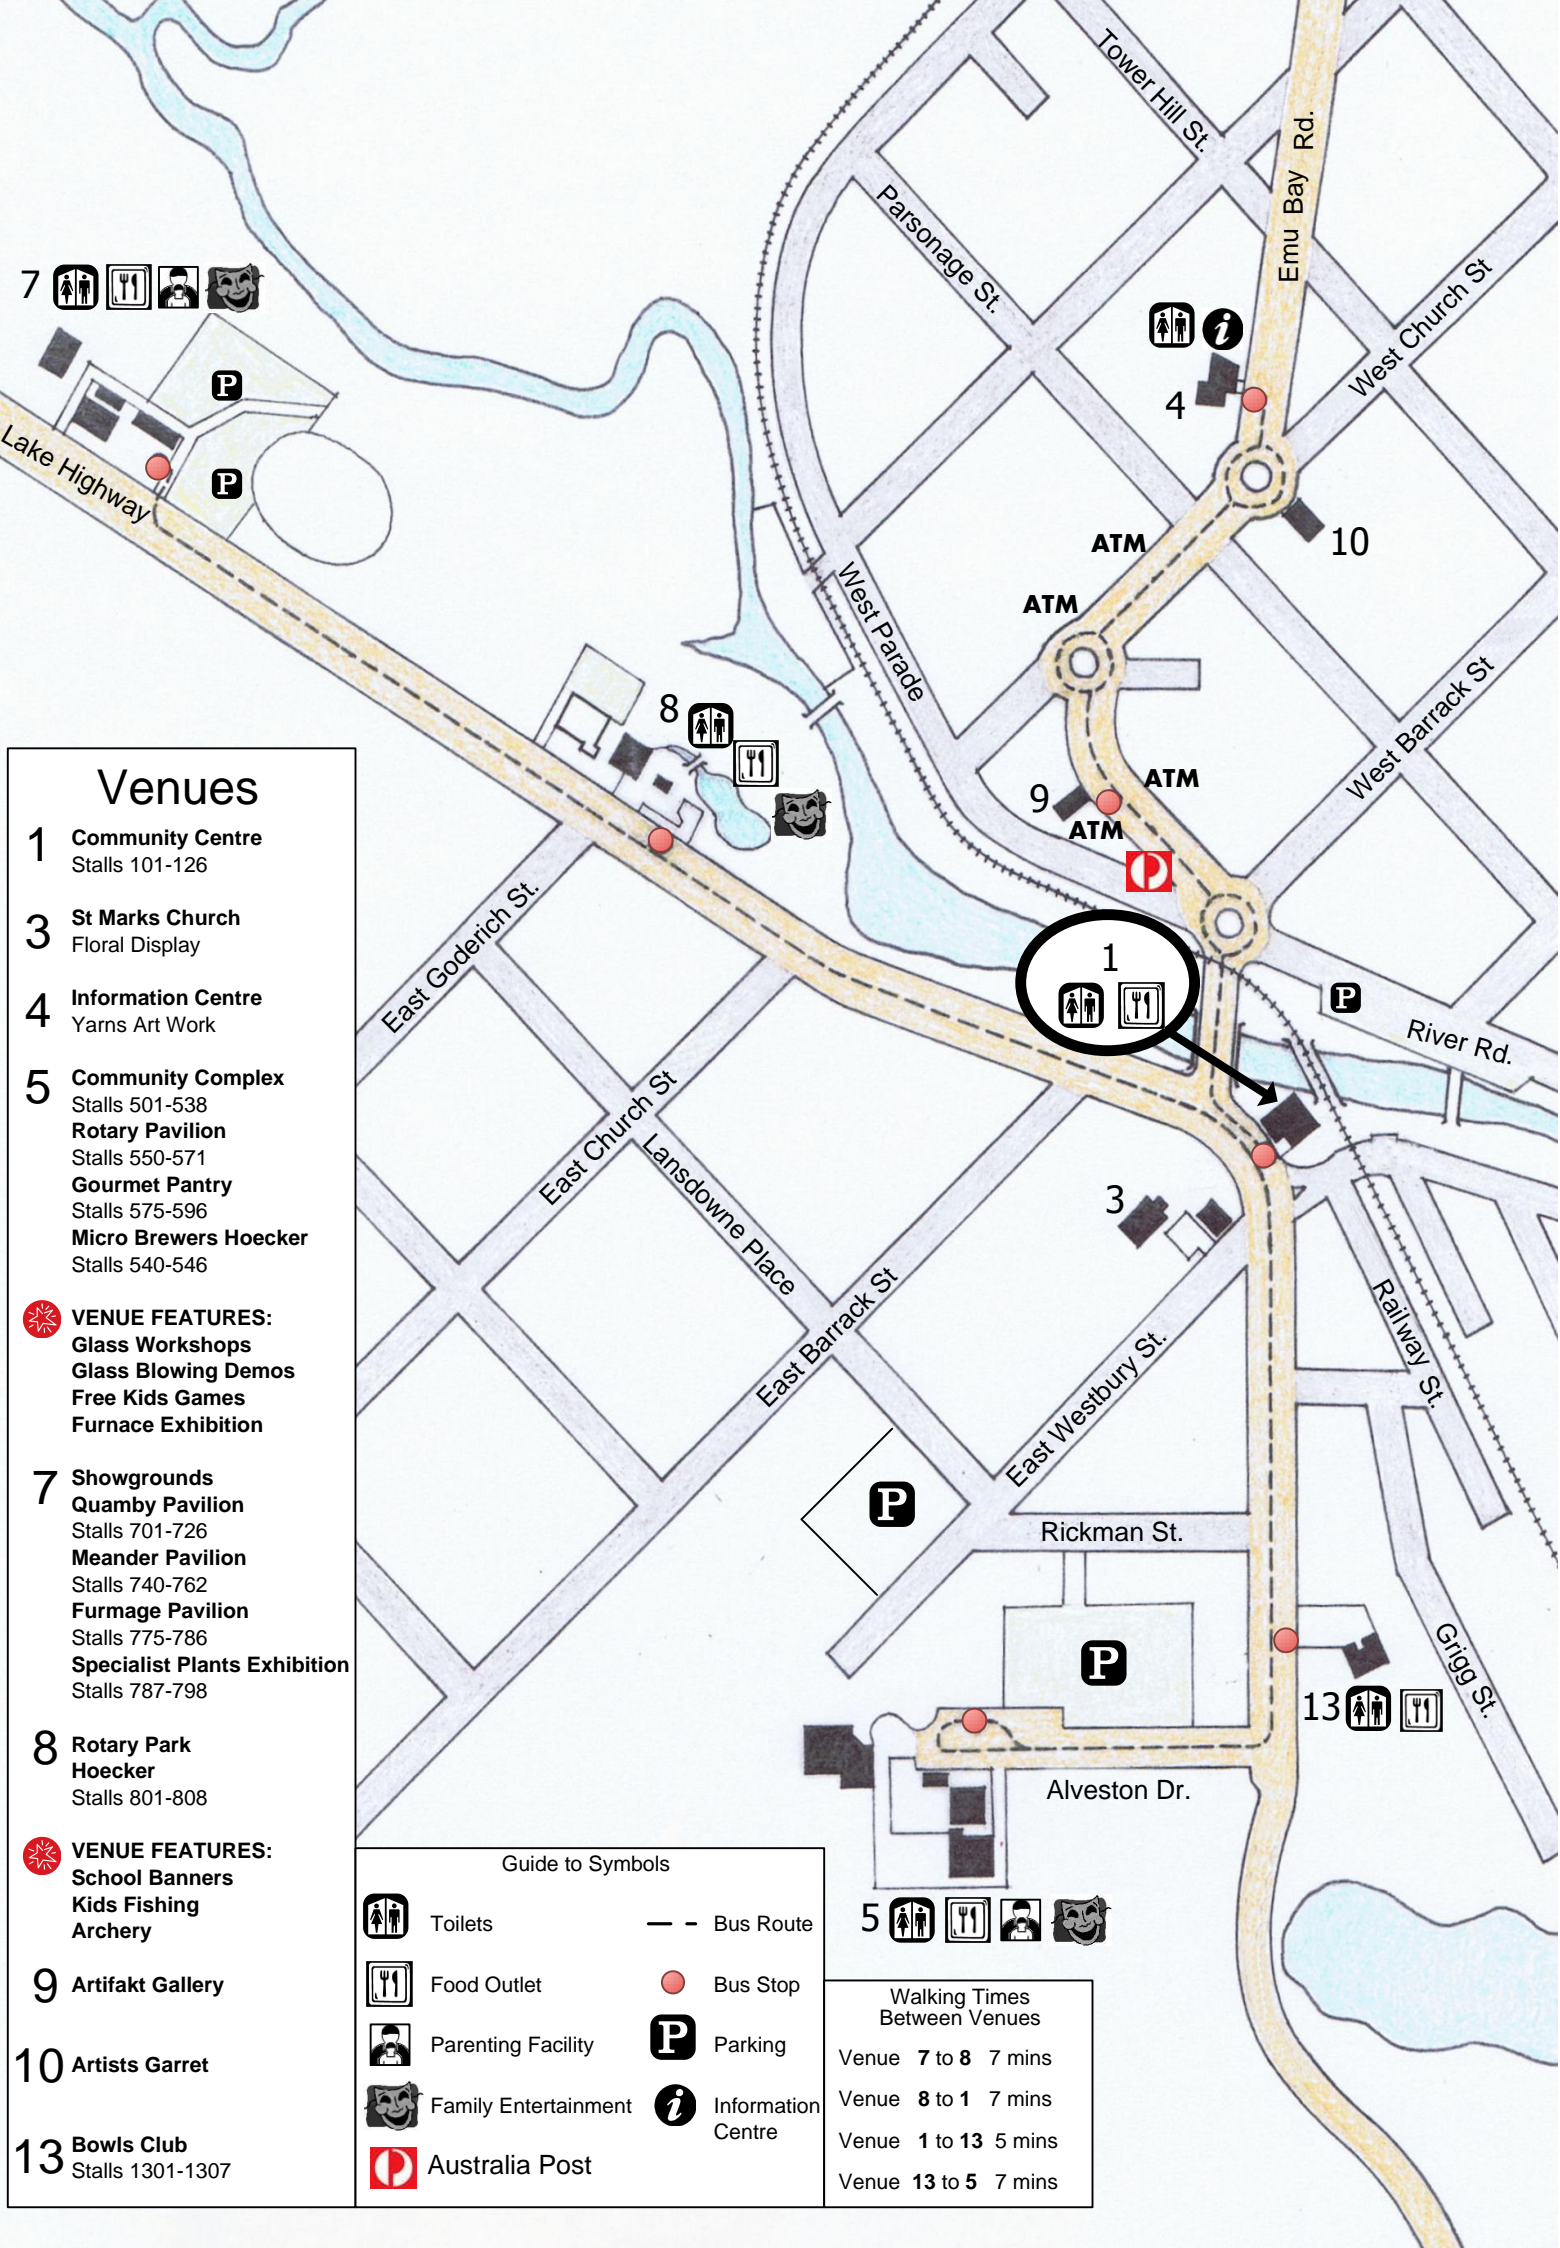 Tower Hill St.
Emu Bay Rd.
Parsonage St.
West Church St
7
P
4
Lake Highway
P
ATM
10
ATM
West Parade
West Barrack St
8
ATM
9
ATM
1
P
River Rd.
East Goderich St.
East Church St
Lansdowne Place
3
East Barrack St
Railway St.
East Westbury St.
P
Rickman St.
P
Grigg St.
13
Alveston Dr.
5
Venues
1 Community Centre
Stalls 101-126
3 St Marks Church
Floral Display
4 Information Centre
Yarns Art Work
5 Community Complex
Stalls 501-538
Rotary Pavilion
Stalls 550-571
Gourmet Pantry
Stalls 575-596
Micro Brewers Hoecker
Stalls 540-546
VENUE FEATURES:
Glass Workshops
Glass Blowing Demos
Free Kids Games
Furnace Exhibition
7 Showgrounds
Quamby Pavilion
Stalls 701-726
Meander Pavilion
Stalls 740-762
Furmage Pavilion
Stalls 775-786
Specialist Plants Exhibition
Stalls 787-798
8 Rotary Park
Hoecker
Stalls 801-808
VENUE FEATURES:
School Banners
Kids Fishing
Archery
9 Artifakt Gallery
10 Artists Garret
13 Bowls Club
Stalls 1301-1307
Guide to Symbols
Toilets
Food Outlet
Parenting Facility
Family Entertainment
Australia Post
Bus Route
Bus Stop
P Parking
i Information
Centre
Walking Times
Between Venues
Venue 7 to 8 7 mins
Venue 8 to 1 7 mins
Venue 1 to 13 5 mins
Venue 13 to 5 7 mins